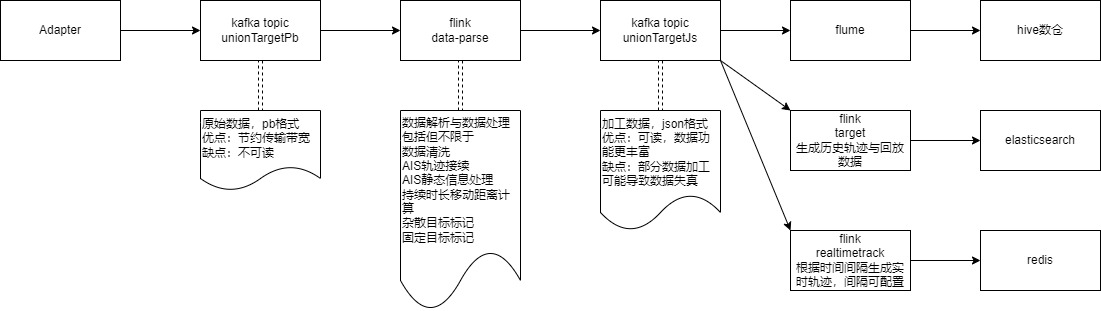 Adapter
kafka topic
unionTargetPb
flink
data-parse
kafka topic
unionTargetJs
flume
hive数仓
原始数据，pb格式
优点：节约传输带宽
缺点：不可读
数据解析与数据处理
包括但不限于
数据清洗
AIS轨迹接续
AIS静态信息处理
持续时长移动距离计
算
杂散目标标记
固定目标标记
加工数据，json格式
优点：可读，数据功
能更丰富
缺点：部分数据加工
可能导致数据失真
flink
target
生成历史轨迹与回放
数据
elasticsearch
flink
realtimetrack
根据时间间隔生成实
时轨迹，间隔可配置
redis